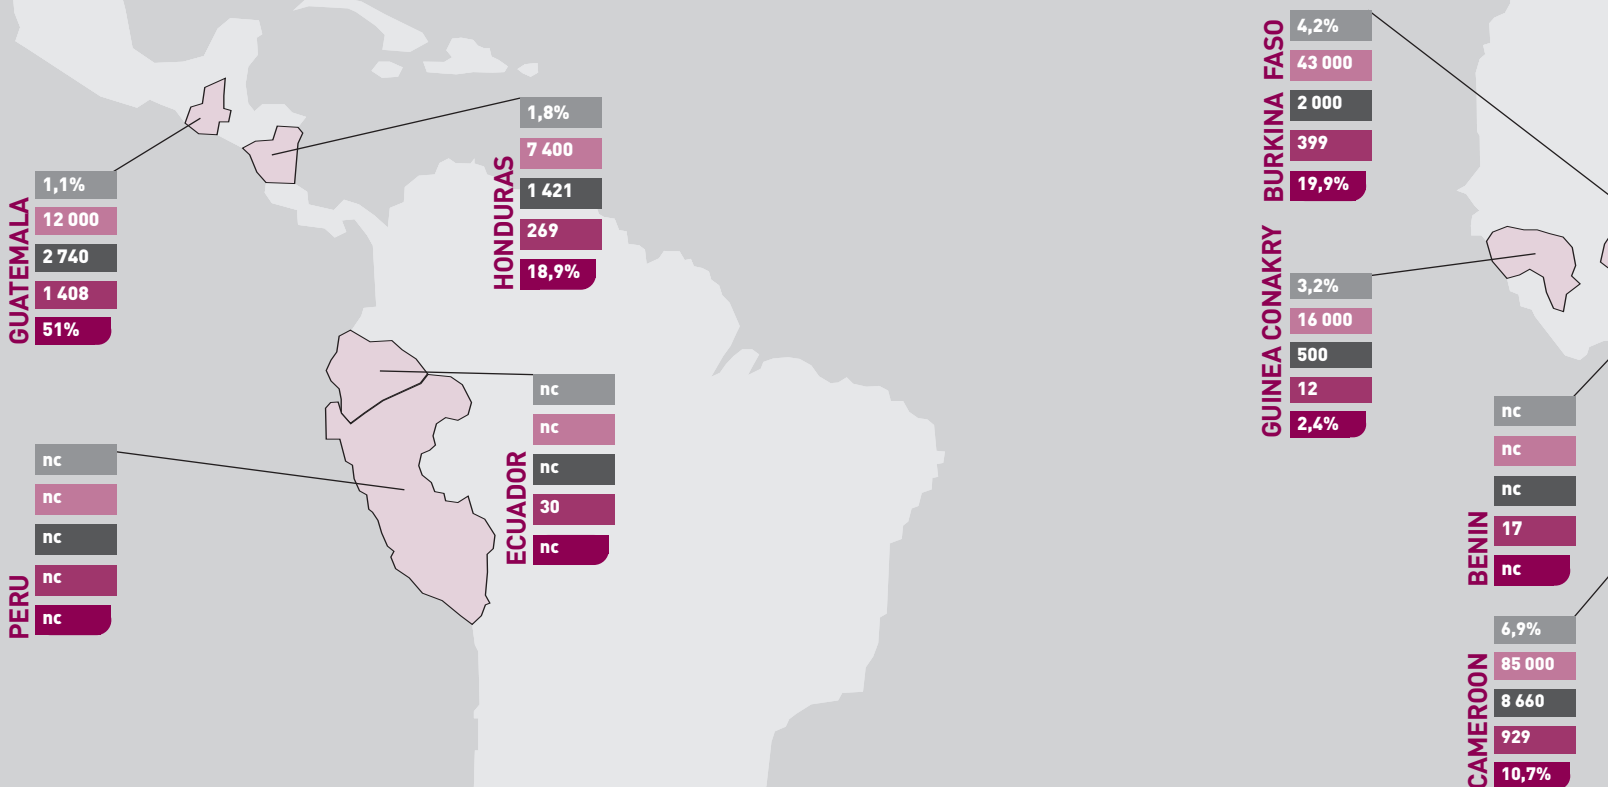 GUATEMALA
1,1%
12 000
2 740
1 408
51%
HONDURAS
1,8%
7 400
1 421
269
18,9%
PERU
nc
nc
nc
nc
nc
ECUADOR
nc
nc
nc
30
nc
BURKINA FASO
4,2%
43 000
2 000
399
19,9%
GUINEA CONAKRY
3,2%
16 000
500
12
2,4%
BENIN
nc
nc
nc
17
nc
CAMEROON
6,9%
85 000
8 660
929
10,7%